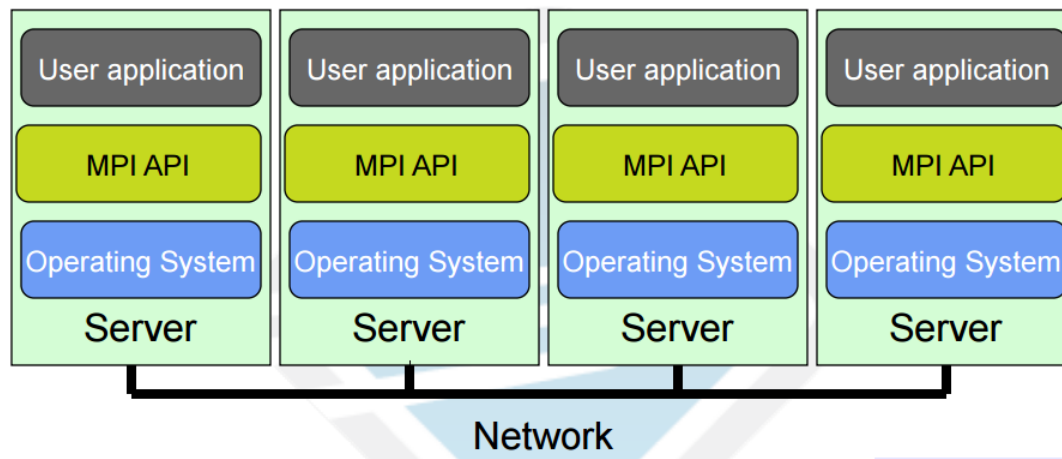 User application User application User application User application
MPI API MPI API MPI API MPI API
Operating System Operating System Operating System Operating System
Server Server Server Server
Network